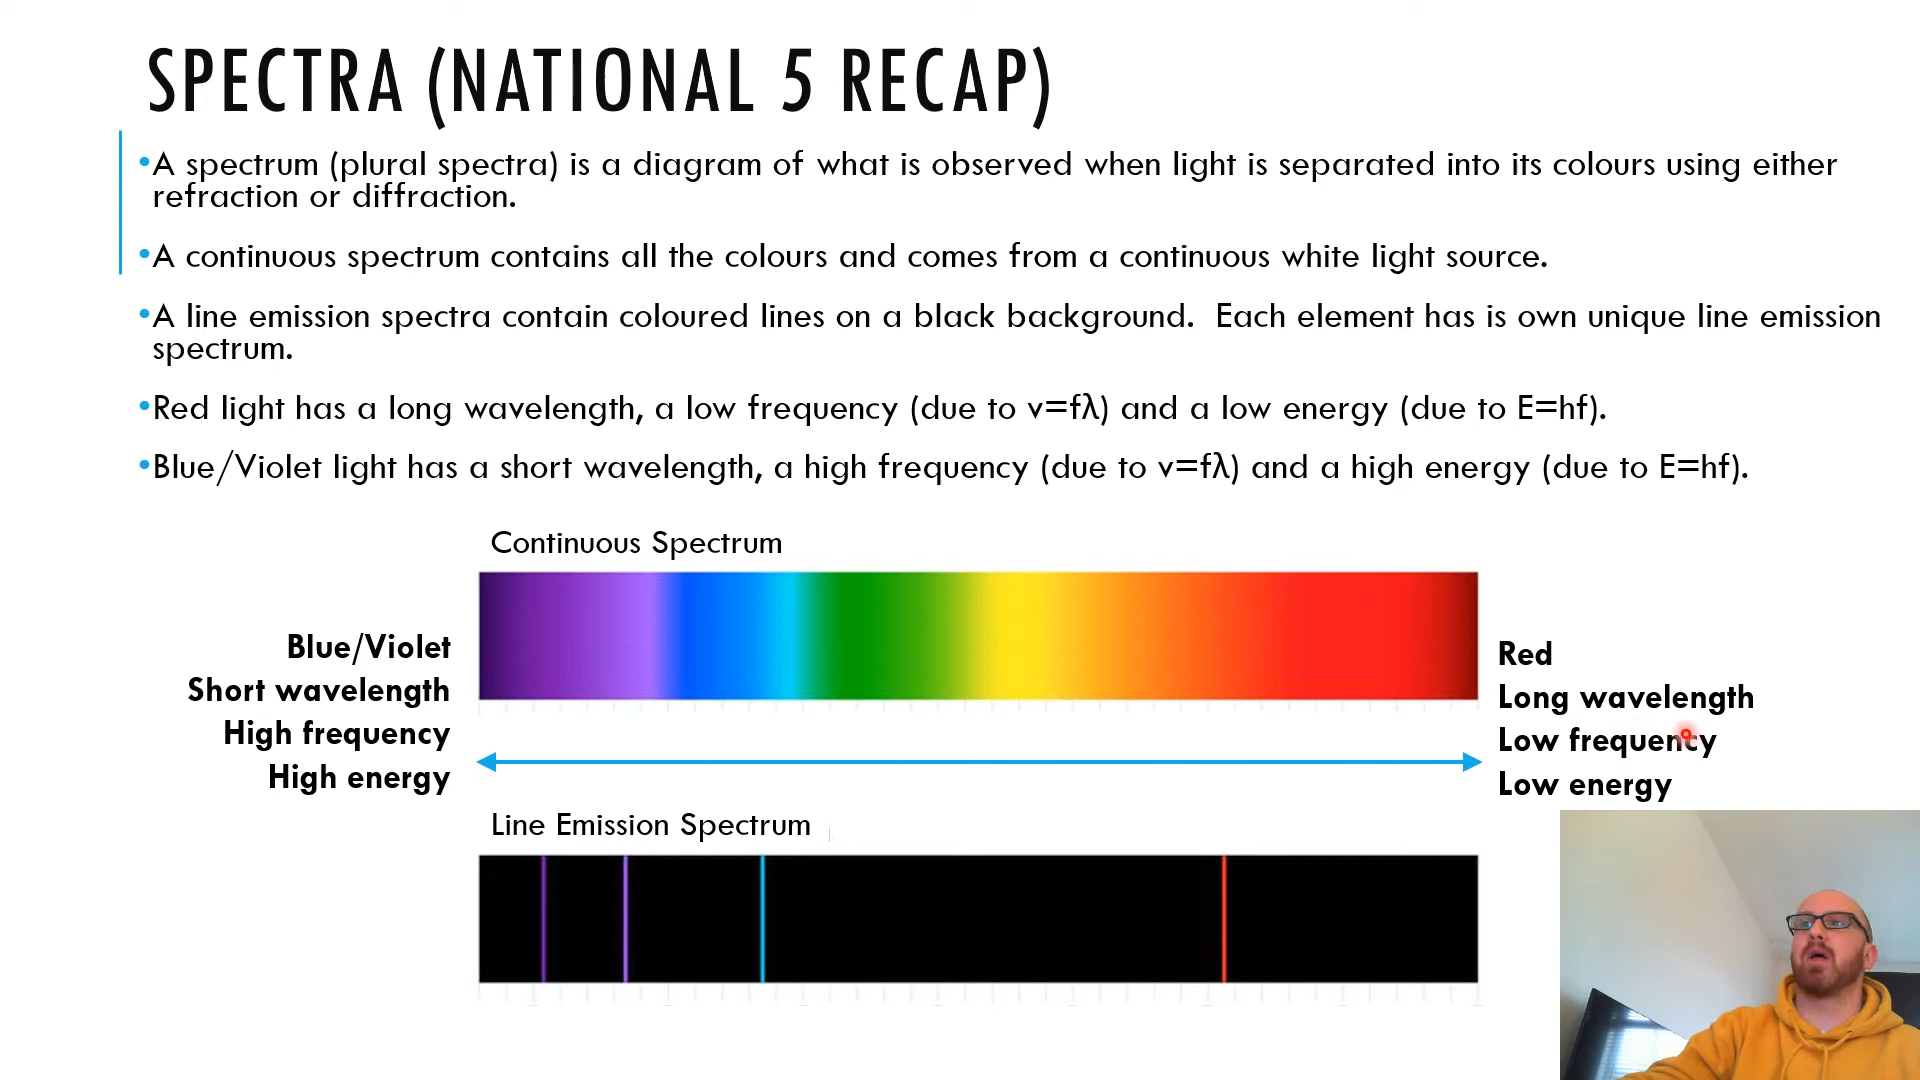 SPECTRA (NATIONAL 5 RECAP)
•A spectrum (plural spectra) is a diagram of what is observed when light is separated into its colours using either
refraction or diffraction.
•A continuous spectrum contains all the colours and comes from a continuous white light source.
•A line emission spectra contain coloured lines on a black background.  Each element has is own unique line emission
spectrum.
•Red light has a long wavelength, a low frequency (due to v=fλ) and a low energy (due to E=hf).
•Blue/Violet light has a short wavelength, a high frequency (due to v=fλ) and a high energy (due to E=hf).
Continuous Spectrum
Blue/Violet
Short wavelength
High frequency
High energy
Red
Long wavelength
Low frequency
Low energy
Line Emission Spectrum